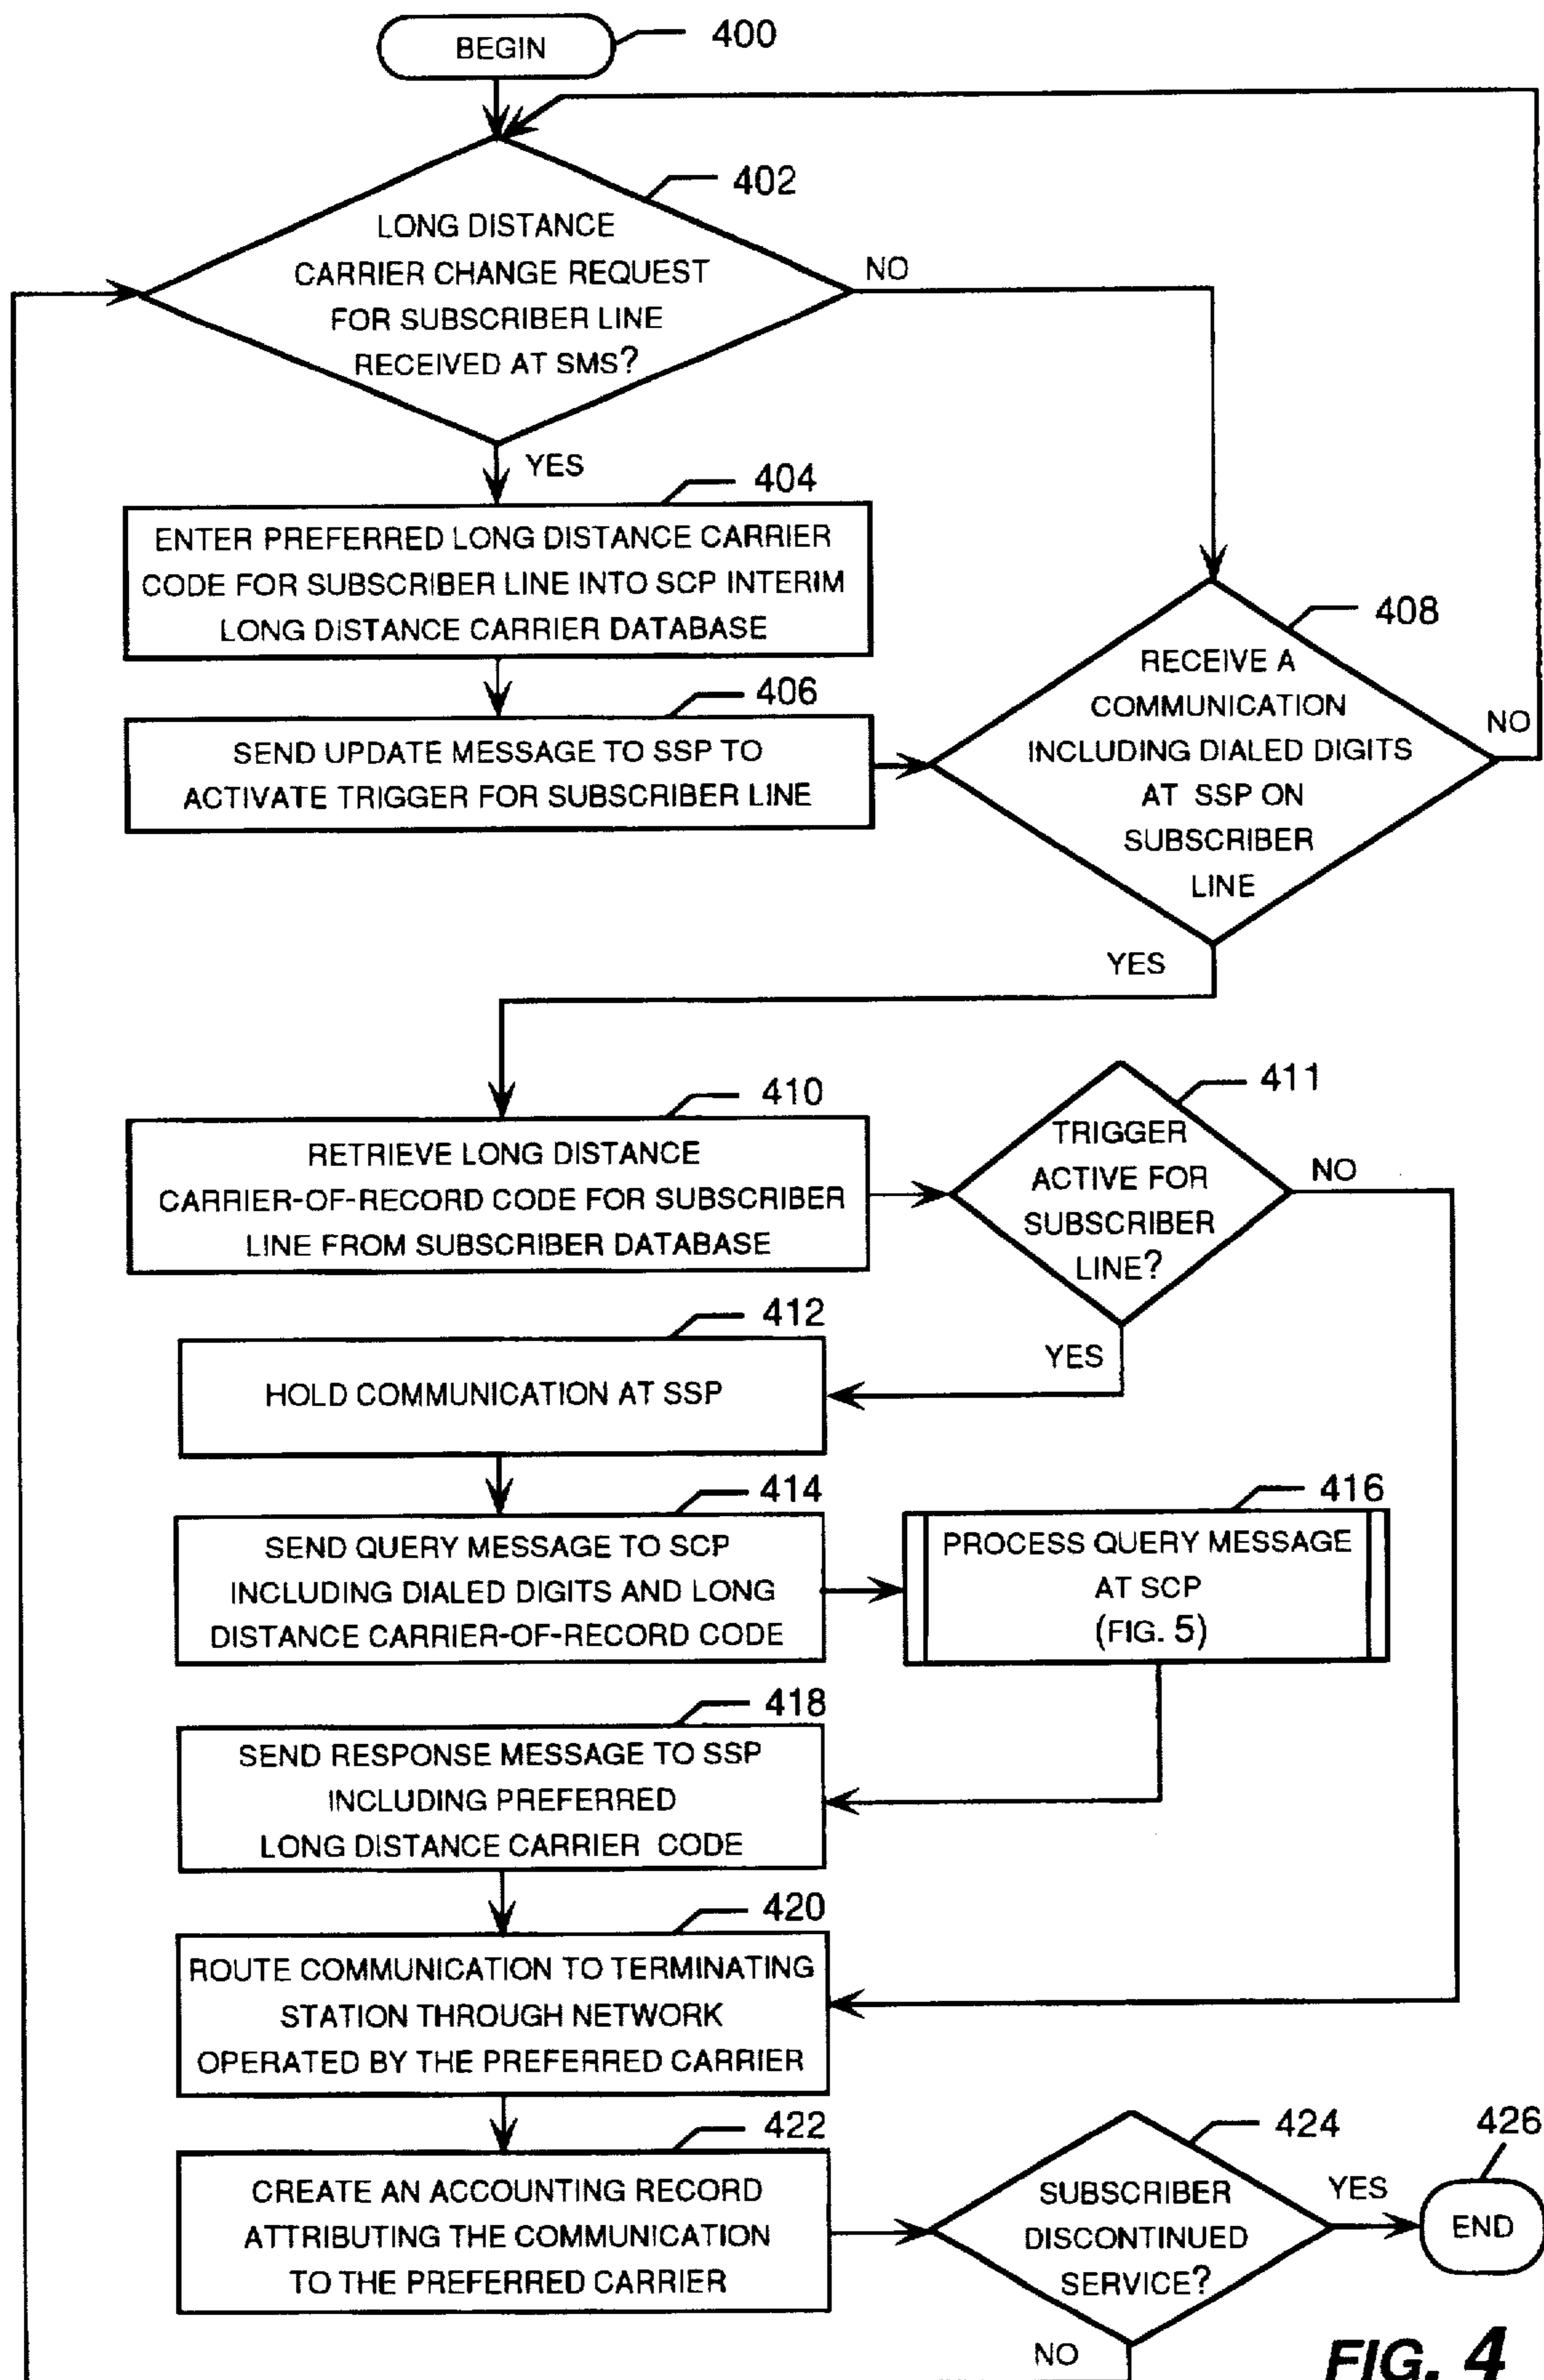 BEGIN
400
402
LONG DISTANCE
CARRIER CHANGE REQUEST
FOR SUBSCRIBER LINE
RECEIVED AT SMS?
NO
YES
404
ENTER PREFERRED LONG DISTANCE CARRIER
CODE FOR SUBSCRIBER LINE INTO SCP INTERIM
LONG DISTANCE CARRIER DATABASE
406
SEND UPDATE MESSAGE TO SSP TO
ACTIVATE TRIGGER FOR SUBSCRIBER LINE
408
RECEIVE A
COMMUNICATION
INCLUDING DIALED DIGITS
AT SSP ON
SUBSCRIBER
LINE
NO
YES
410
RETRIEVE LONG DISTANCE
CARRIER-OF-RECORD CODE FOR SUBSCRIBER
LINE FROM SUBSCRIBER DATABASE
411
TRIGGER
ACTIVE FOR
SUBSCRIBER
LINE?
NO
YES
412
HOLD COMMUNICATION AT SSP
414
SEND QUERY MESSAGE TO SCP
INCLUDING DIALED DIGITS AND LONG
DISTANCE CARRIER-OF-RECORD CODE
416
PROCESS QUERY MESSAGE
AT SCP
(FIG. 5)
418
SEND RESPONSE MESSAGE TO SSP
INCLUDING PREFERRED
LONG DISTANCE CARRIER CODE
420
ROUTE COMMUNICATION TO TERMINATING
STATION THROUGH NETWORK
OPERATED BY THE PREFERRED CARRIER
422
CREATE AN ACCOUNTING RECORD
ATTRIBUTING THE COMMUNICATION
TO THE PREFERRED CARRIER
424
SUBSCRIBER
DISCONTINUED
SERVICE?
YES
426
END
NO
FIG. 4